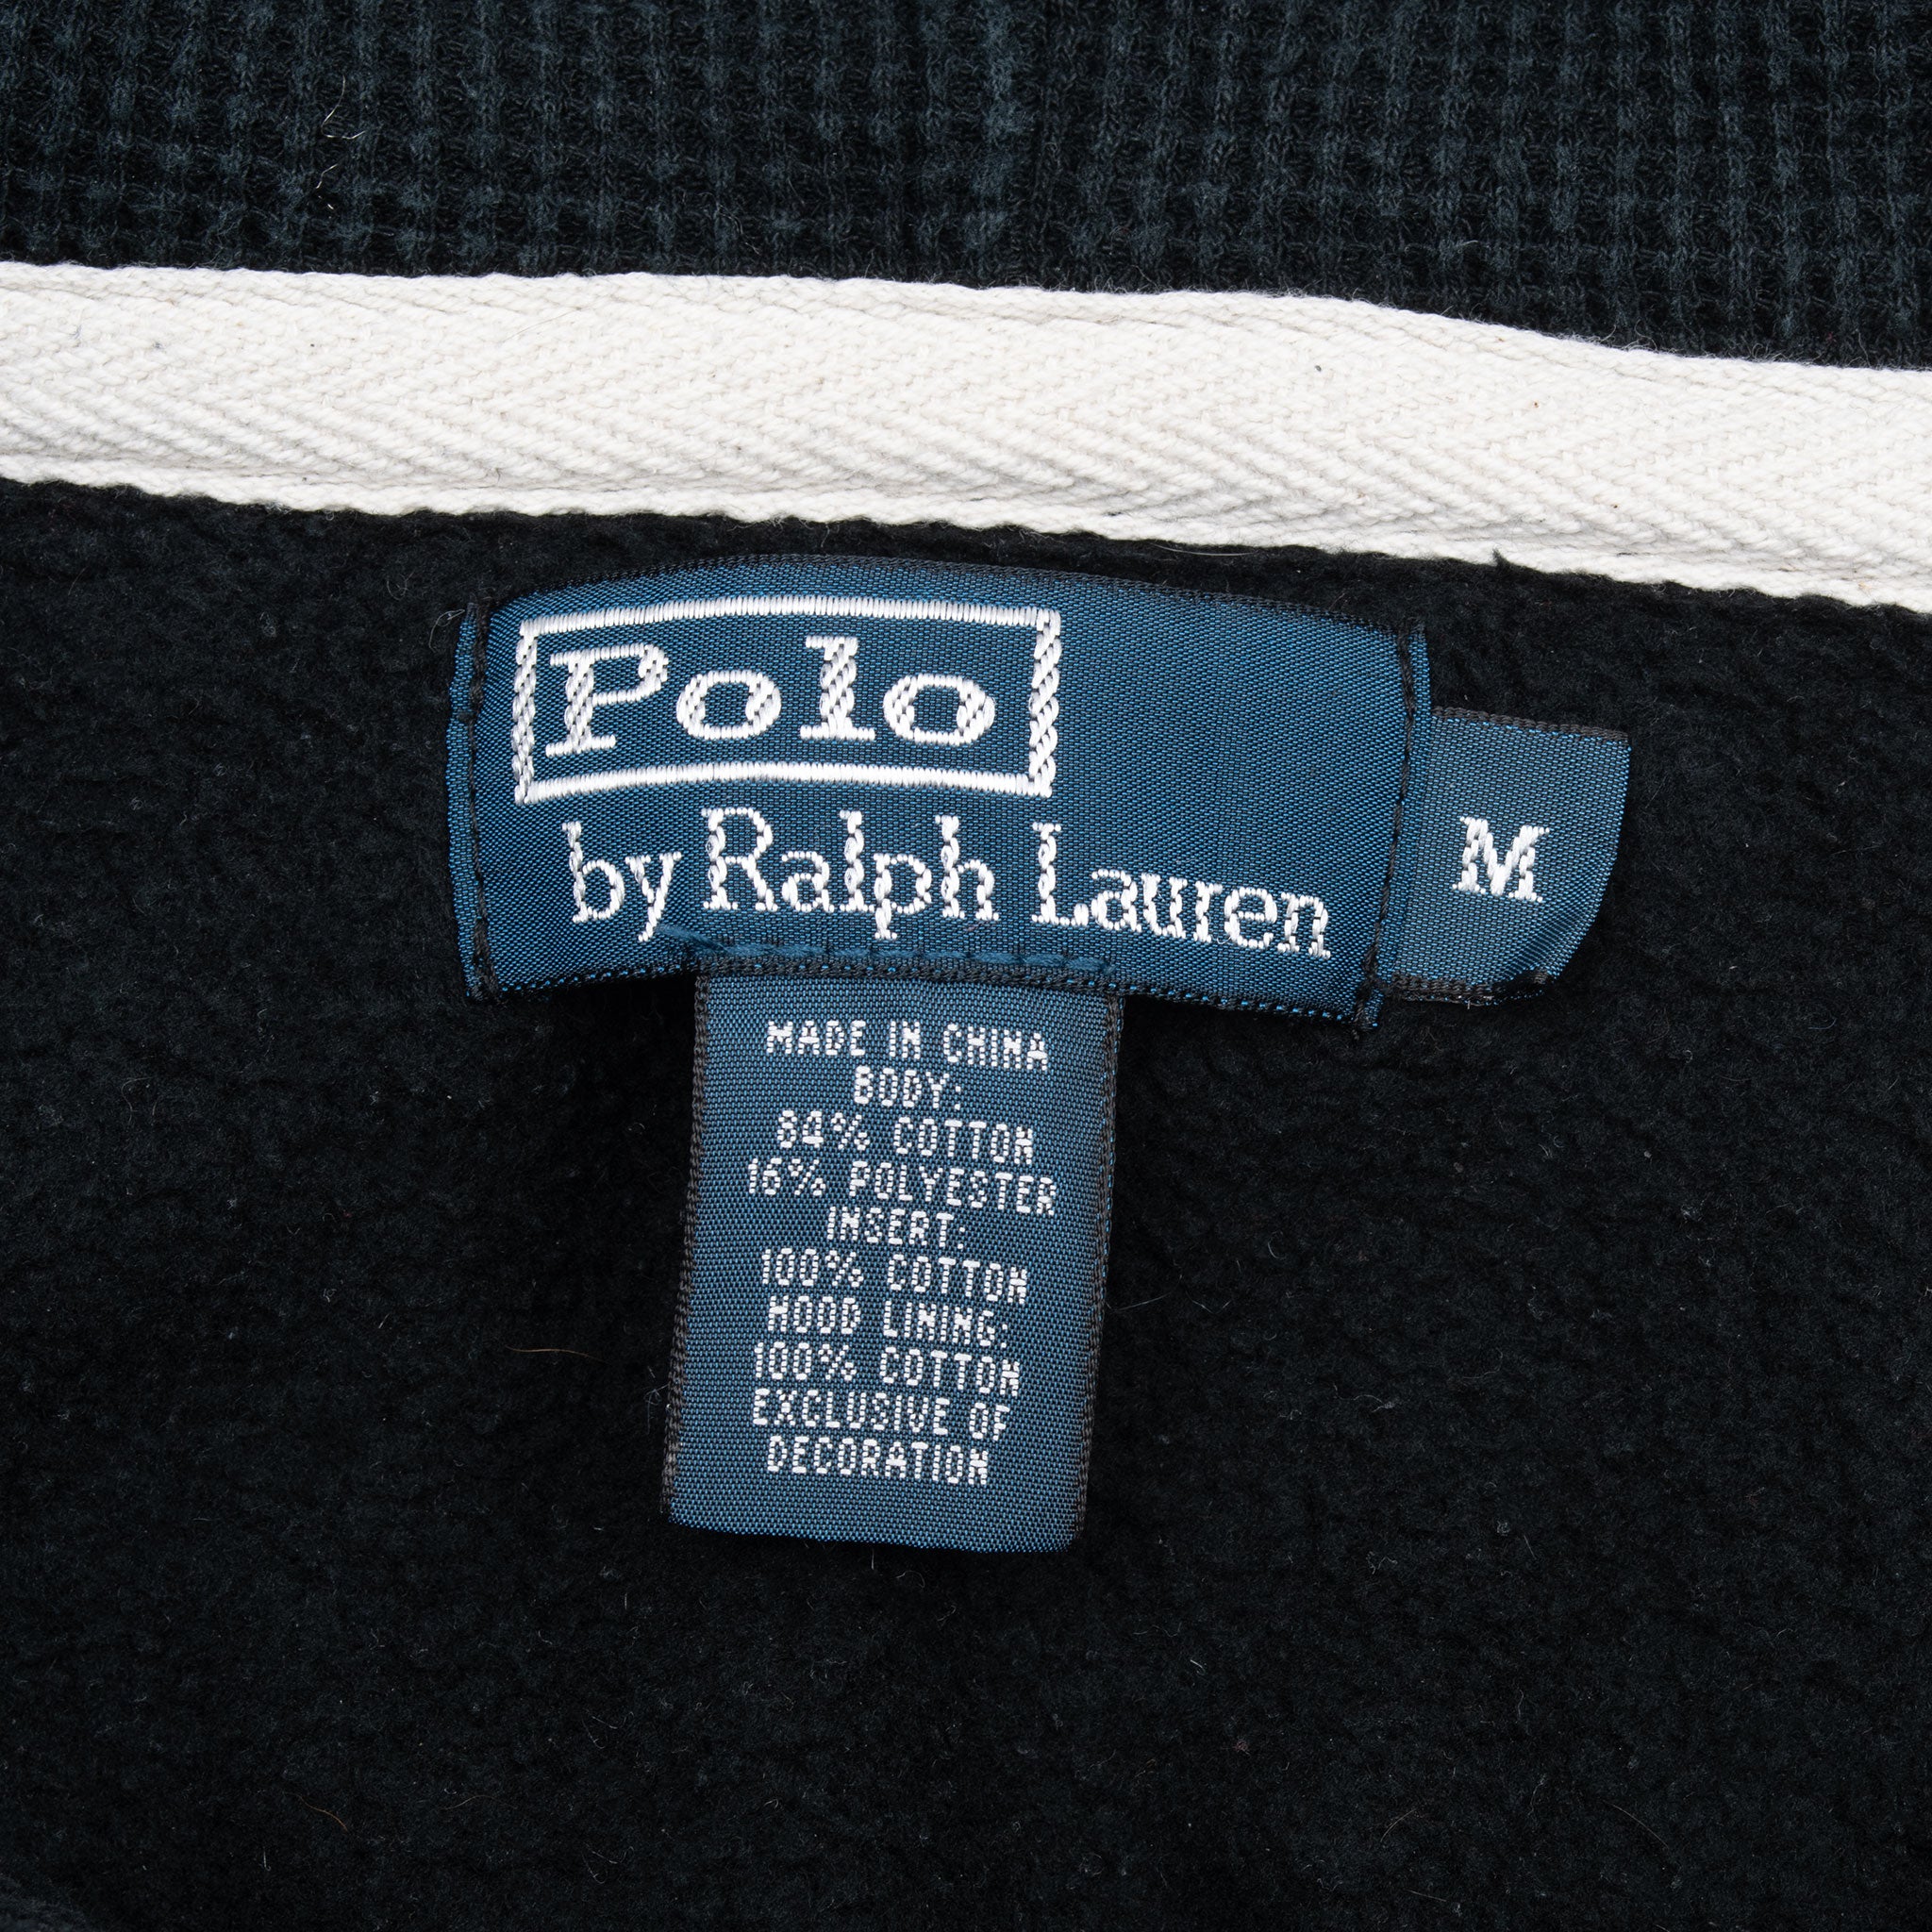 Polo
by Ralph Lauren
M
MADE IN CHINA
BODY:
84% COTTON
16% POLYESTER
INSERT:
100% COTTON
HOOD LINING:
100% COTTON
EXCLUSIVE OF
DECORATION